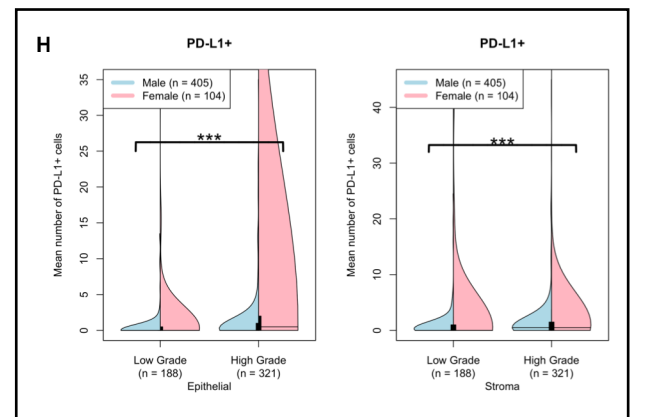 H
PD-L1+
Mean number of PD-L1+ cells
35
30
25
20
15
10
5
0
Male (n = 405)
Female (n = 104)
***
Low Grade
(n = 188)
High Grade
(n = 321)
Epithelial
PD-L1+
Mean number of PD-L1+ cells
40
30
20
10
0
Male (n = 405)
Female (n = 104)
***
Low Grade
(n = 188)
High Grade
(n = 321)
Stroma